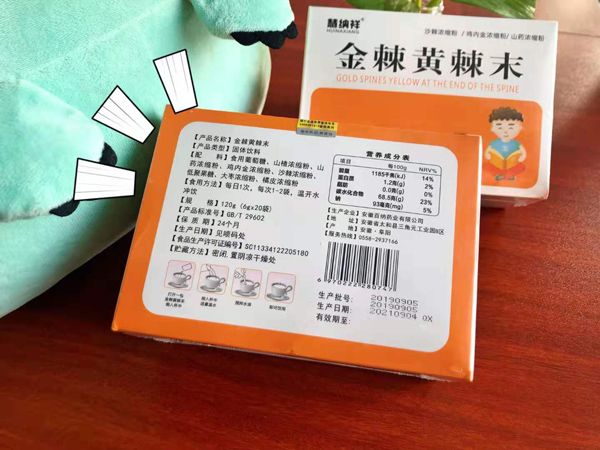 慧纳祥
HUINAXIANG
沙棘浓缩粉 / 鸡内金浓缩粉 / 山药浓缩粉
金棘黄棘末
GOLD SPINES YELLOW AT THE END OF THE SPINE
【产品名称】金棘黄棘末
【产品类型】固体饮料
【配 料】食用葡萄糖、山楂浓缩粉、山
药浓缩粉、鸡内金浓缩粉、沙棘浓缩粉、
低聚果糖、大枣浓缩粉、橘皮浓缩粉
【食用方法】每日1次，每次1-2袋，温开水
冲饮
【规 格】120g（6g×20袋）
【产品标准号】GB/T 29602
【保 质 期】24个月
【生产日期】见喷码处
【食品生产许可证编号】SC11334122205180
【贮藏方法】密闭，置阴凉干燥处
营养成分表
项目 每100g NRV%
能量 1185千焦(kJ) 14%
蛋白质 1.2克(g) 2%
脂肪 0.0克(g) 0%
碳水化合物 68.5克(g) 23%
钠 93毫克(mg) 5%
【生产企业】安徽百纳药业有限公司
【地址】安徽省太和县三角元工业园B区
【产地】安徽·阜阳
【服务热线】0558-2937166
6 970222 280747
生产批号: 20190905
生产日期: 20190905
有效期至: 20210904 0X